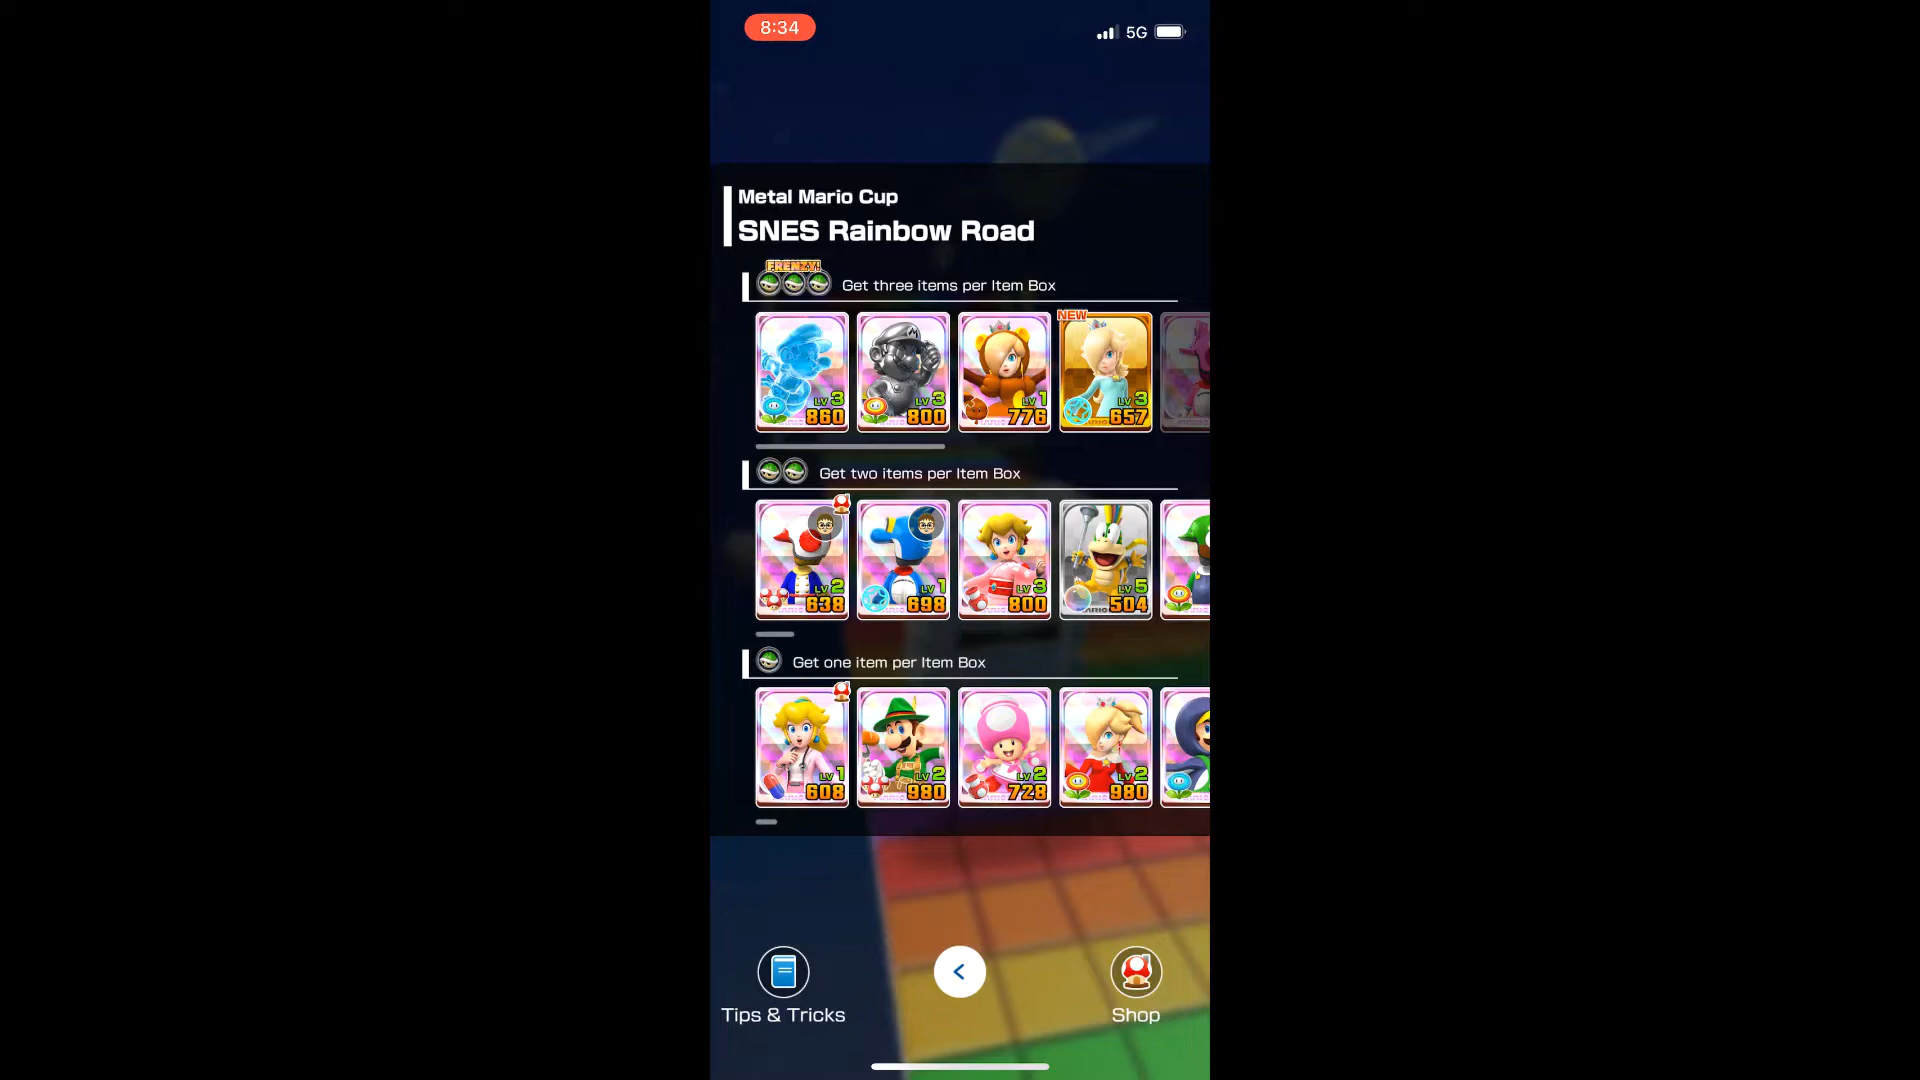 8:34
5G
Metal Mario Cup
SNES Rainbow Road
FRENZY!
Get three items per Item Box
NEW
LV 3 LV 3 LV 1 LV 3
860 800 776 657
Get two items per Item Box
LV 2 LV 1 LV 3 LV 5
638 698 800 504
Get one item per Item Box
LV 1 LV 2 LV 2 LV 2
608 980 728 980
Tips & Tricks
Shop